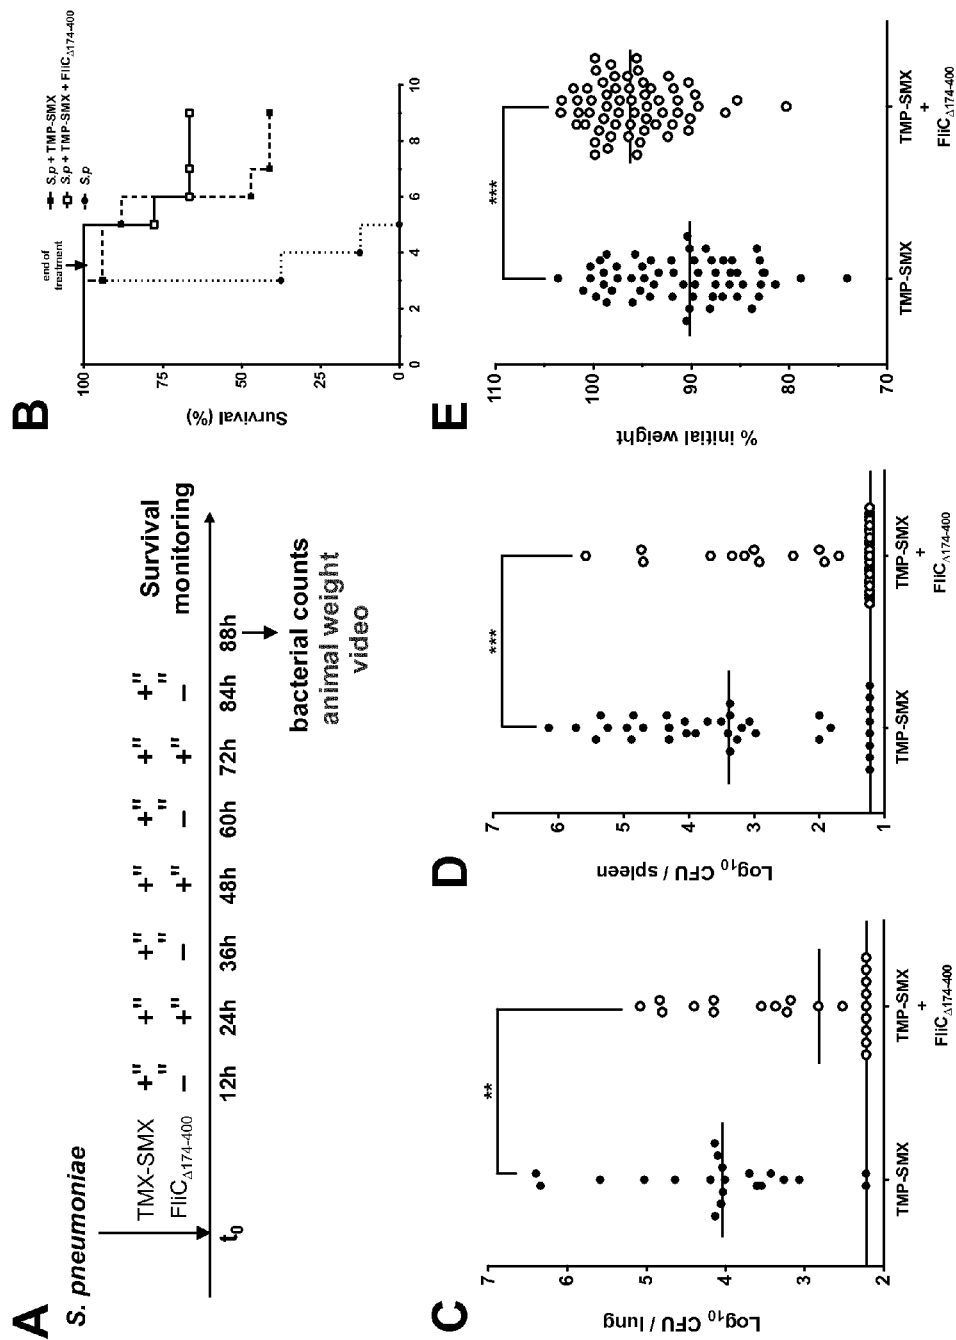 A
S. pneumoniae
TMX-SMX +" +" +" +" +" +" +"
FliCΔ174-400 –" +" –" +" –" +" –"
t0 12h 24h 36h 48h 60h 72h 84h 88h
Survival
monitoring
bacterial counts
animal weight
video
B
Survival (%)
100
75
50
25
0
0 2 4 6 8 10
end of
treatment
S.p + TMP-SMX
S.p + TMP-SMX + FliCΔ174-400
S.p
C
Log10 CFU / lung
7
6
5
4
3
2
**
TMP-SMX
TMP-SMX
+
FliCΔ174-400
D
Log10 CFU / spleen
7
6
5
4
3
2
1
***
TMP-SMX
TMP-SMX
+
FliCΔ174-400
E
% initial weight
110
100
90
80
70
***
TMP-SMX
TMP-SMX
+
FliCΔ174-400